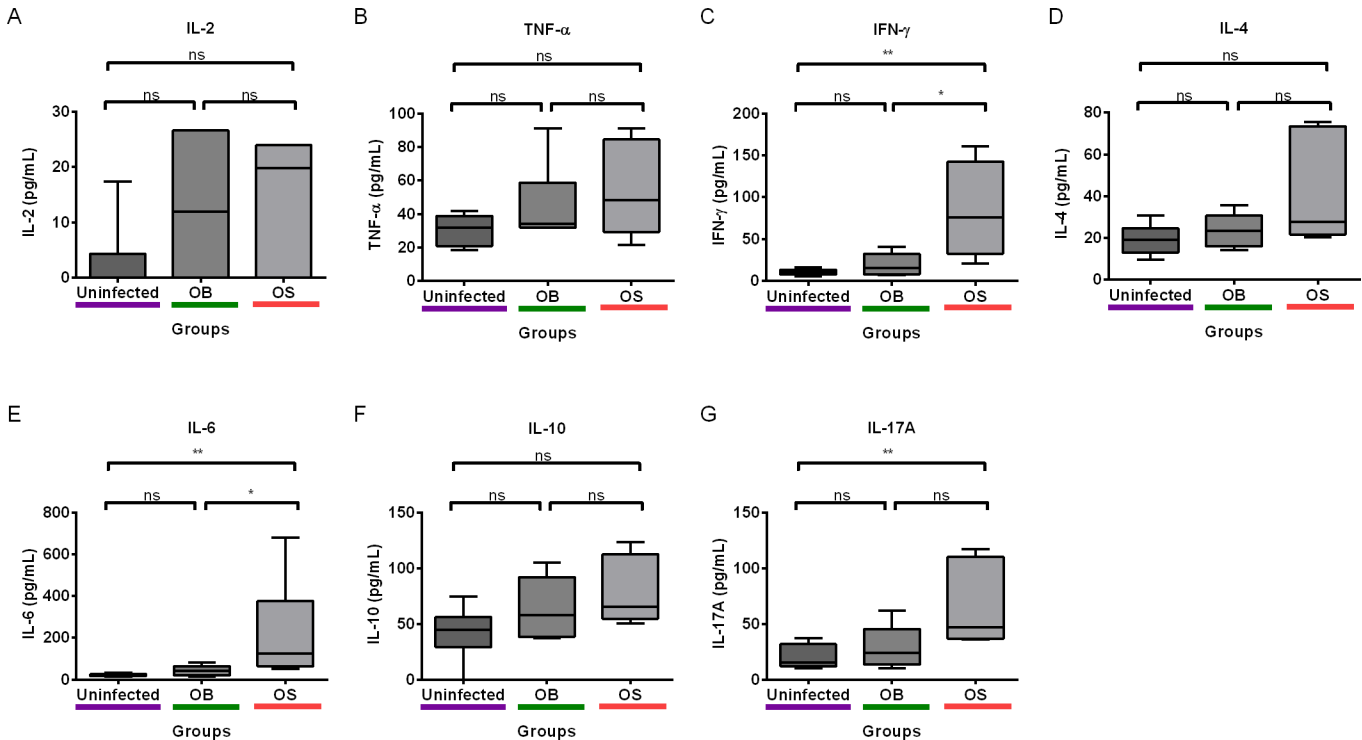 A
IL-2
ns
ns
ns
30
20
10
0
IL-2 (pg/mL)
Uninfected
OB
OS
Groups
B
TNF-α
ns
ns
ns
100
80
60
40
20
0
TNF-α (pg/mL)
Uninfected
OB
OS
Groups
C
IFN-γ
**
ns
*
200
150
100
50
0
IFN-γ (pg/mL)
Uninfected
OB
OS
Groups
D
IL-4
ns
ns
ns
80
60
40
20
0
IL-4 (pg/mL)
Uninfected
OB
OS
Groups
E
IL-6
**
ns
*
800
600
400
200
0
IL-6 (pg/mL)
Uninfected
OB
OS
Groups
F
IL-10
ns
ns
ns
150
100
50
0
IL-10 (pg/mL)
Uninfected
OB
OS
Groups
G
IL-17A
**
ns
ns
150
100
50
0
IL-17A (pg/mL)
Uninfected
OB
OS
Groups